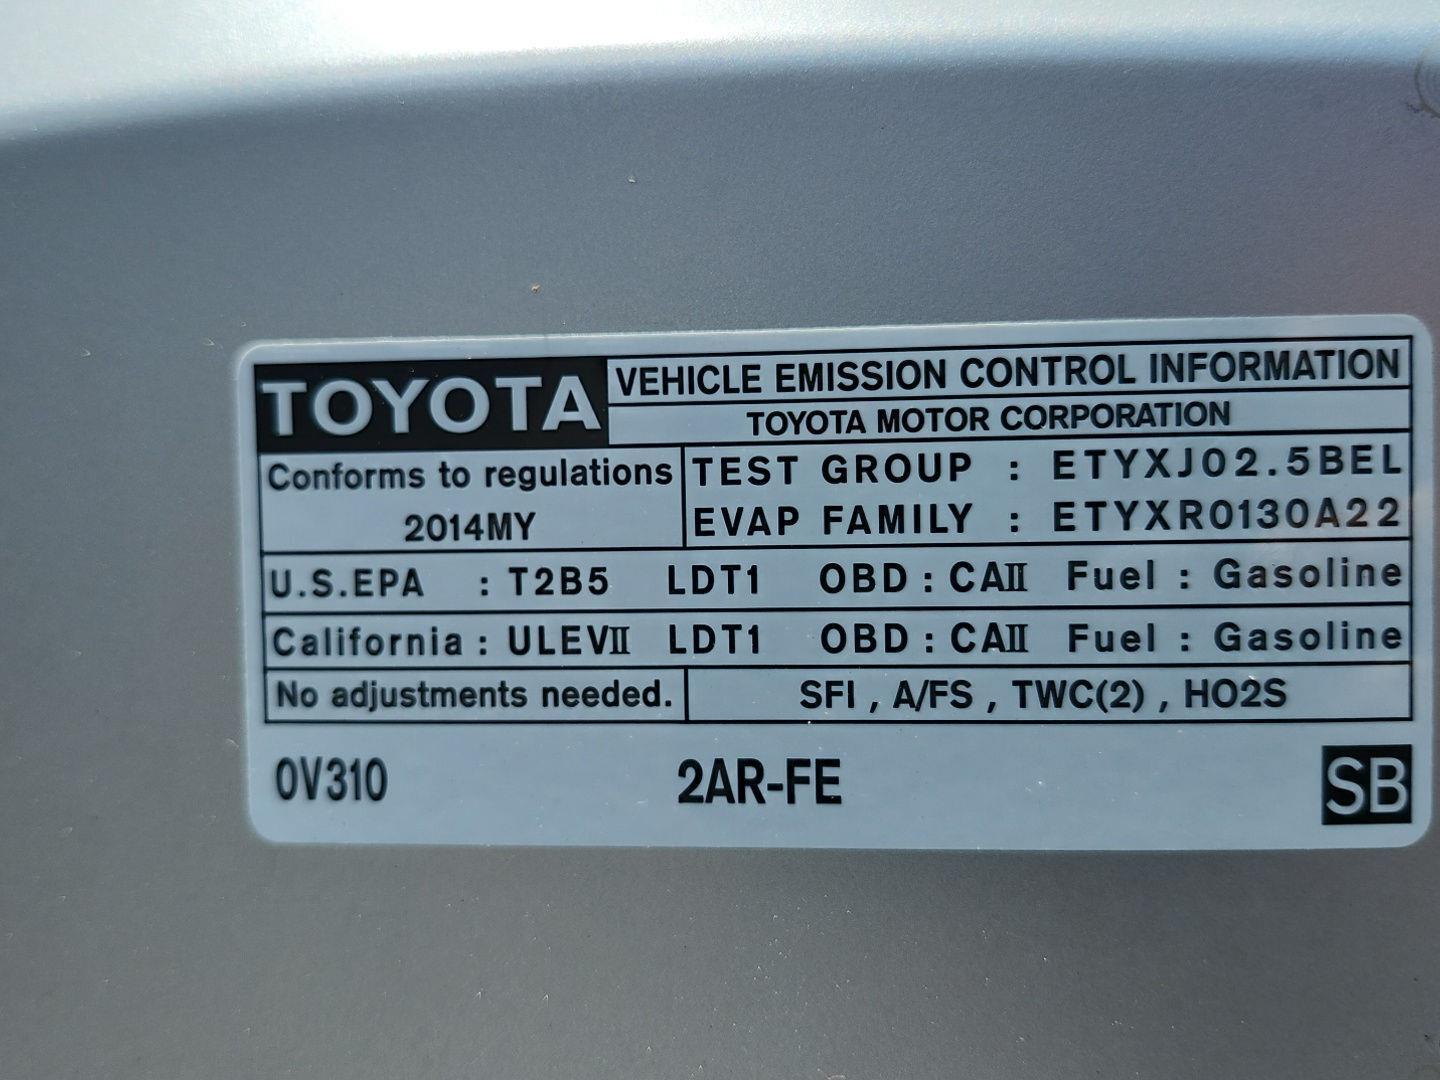 TOYOTA VEHICLE EMISSION CONTROL INFORMATION
TOYOTA MOTOR CORPORATION
Conforms to regulations
2014MY
TEST GROUP : ETYXJ02.5BEL
EVAP FAMILY : ETYXR0130A22
U.S.EPA : T2B5 LDT1 OBD : CAII Fuel : Gasoline
California : ULEVII LDT1 OBD : CAII Fuel : Gasoline
No adjustments needed. SFI , A/FS , TWC(2) , HO2S
0V310 2AR-FE SB